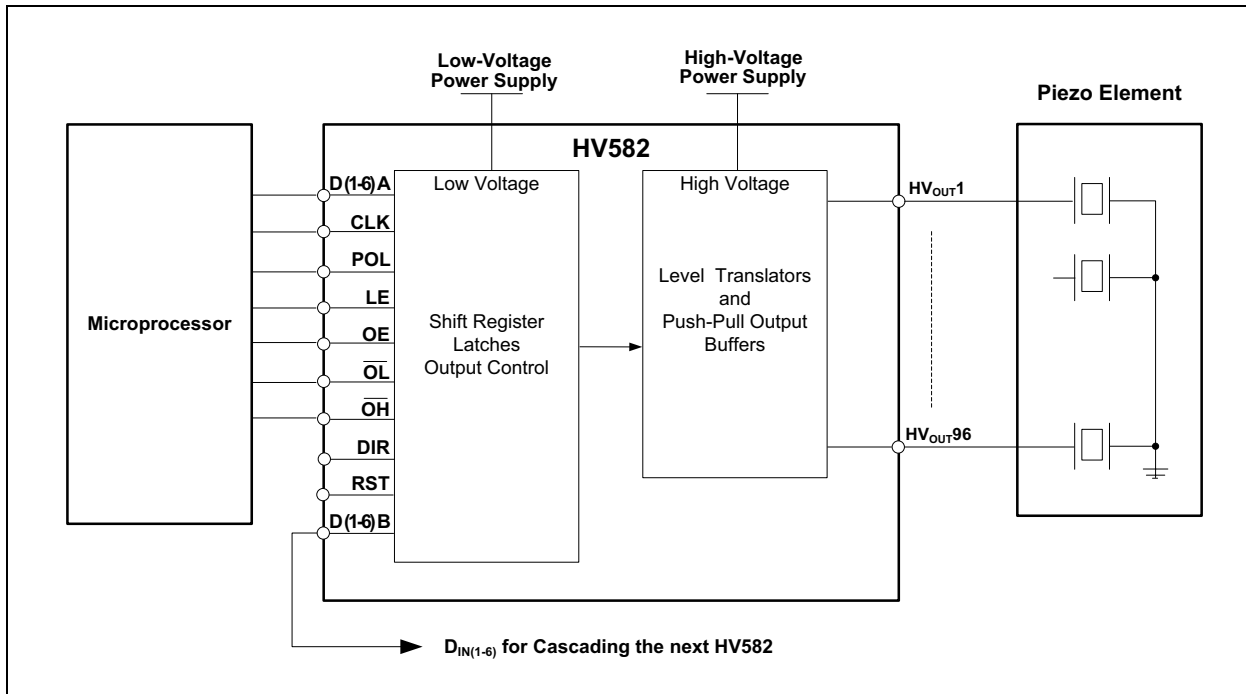 Low-Voltage
Power Supply
High-Voltage
Power Supply
Piezo Element
HV582
Microprocessor
D(1-6)A
CLK
POL
LE
OE
O̅L̅
O̅H̅
DIR
RST
D(1-6)B
Low Voltage
Shift Register
Latches
Output Control
High Voltage
Level Translators
and
Push-Pull Output
Buffers
HVOUT1
HVOUT96
DIN(1-6) for Cascading the next HV582